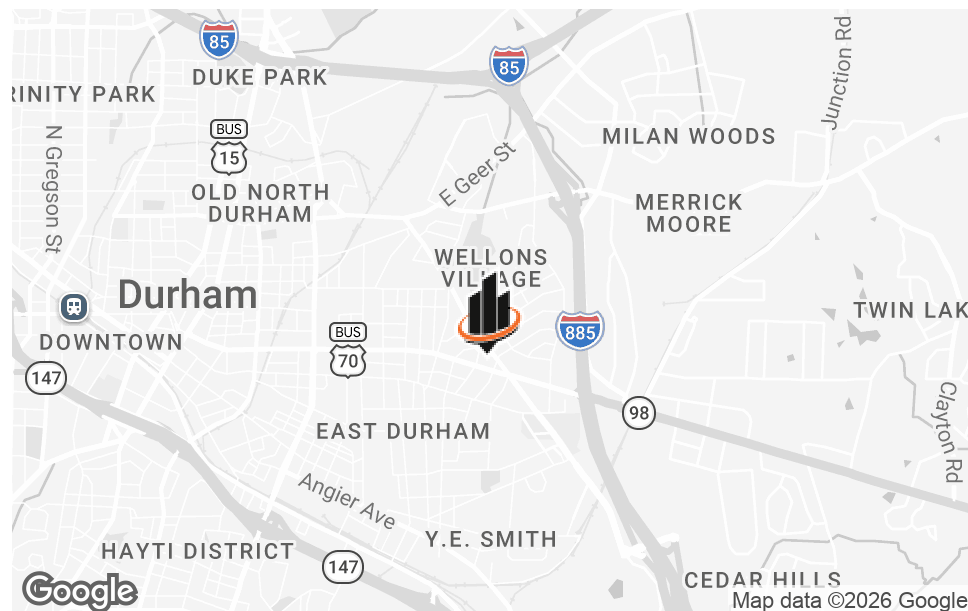 85
85
DUKE PARK
RINITY PARK
Junction Rd
BUS
15
N Gregson St
MILAN WOODS
E Geer St
OLD NORTH
DURHAM
MERRICK
MOORE
WELLONS
VILLAGE
Durham
TWIN LAK
DOWNTOWN
BUS
70
885
147
98
Clayton Rd
EAST DURHAM
Angier Ave
Y.E. SMITH
HAYTI DISTRICT
147
CEDAR HILLS
Google
Map data ©2026 Google